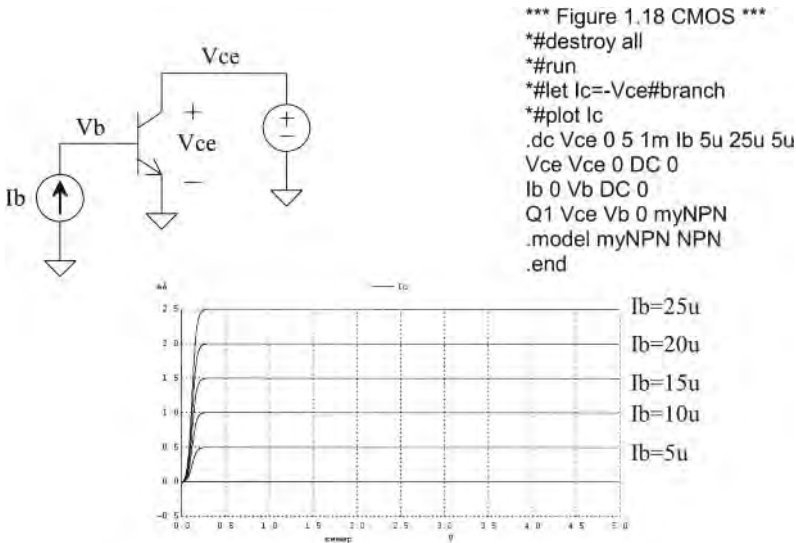 *** Figure 1.18 CMOS ***
*#destroy all
*#run
*#let Ic=-Vce#branch
*#plot Ic
.dc Vce 0 5 1m Ib 5u 25u 5u
Vce Vce 0 DC 0
Ib 0 Vb DC 0
Q1 Vce Vb 0 myNPN
.model myNPN NPN
.end
Vce
Vb
+
Vce
−
+
−
Ib
mA
Ic
2.5
2.0
1.5
1.0
0.5
0.0
-0.5
0.0 0.5 1.0 1.5 2.0 2.5 3.0 3.5 4.0 4.5 5.0
sweep V
Ib=25u
Ib=20u
Ib=15u
Ib=10u
Ib=5u